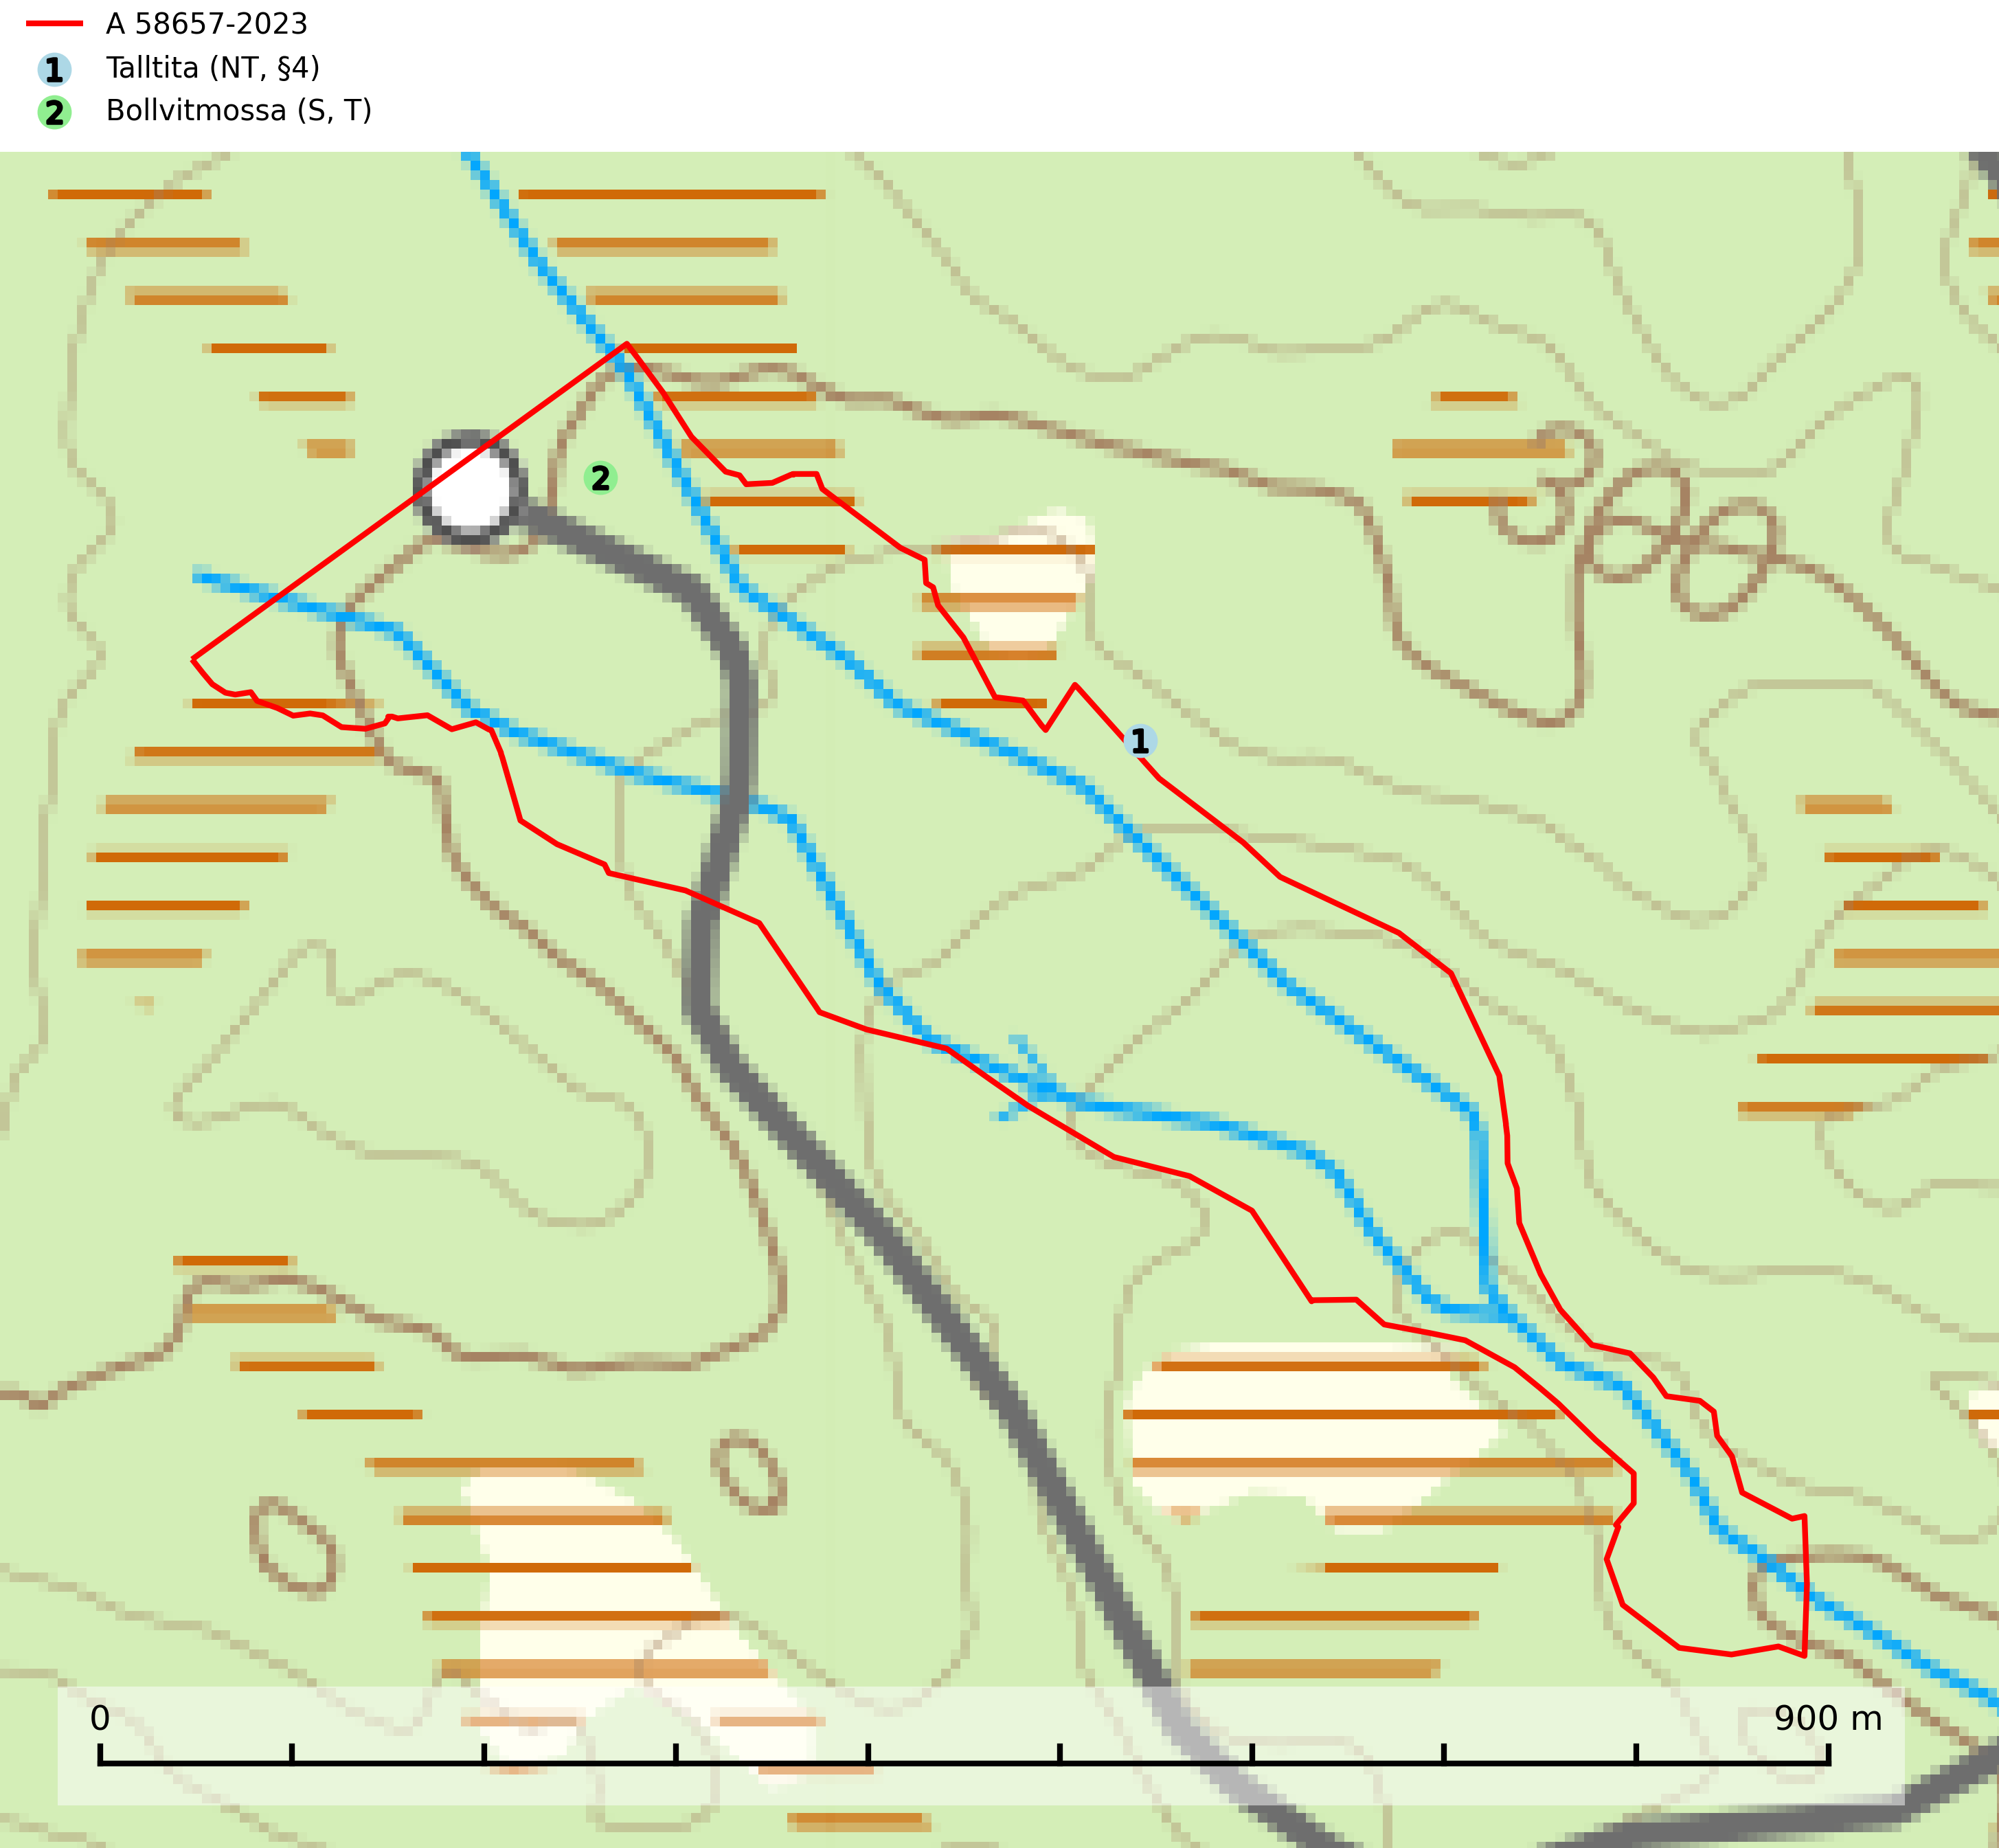 A 58657-2023
1 Talltita (NT, §4)
2 Bollvitmossa (S, T)
2
1
0 900 m